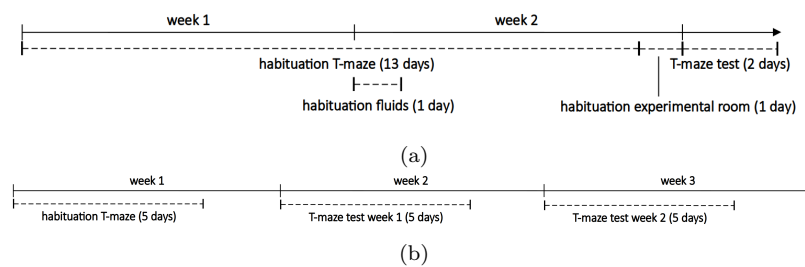 week 1 week 2
habituation T-maze (13 days) T-maze test (2 days)
habituation fluids (1 day) habituation experimental room (1 day)
(a)
week 1 week 2 week 3
habituation T-maze (5 days) T-maze test week 1 (5 days) T-maze test week 2 (5 days)
(b)